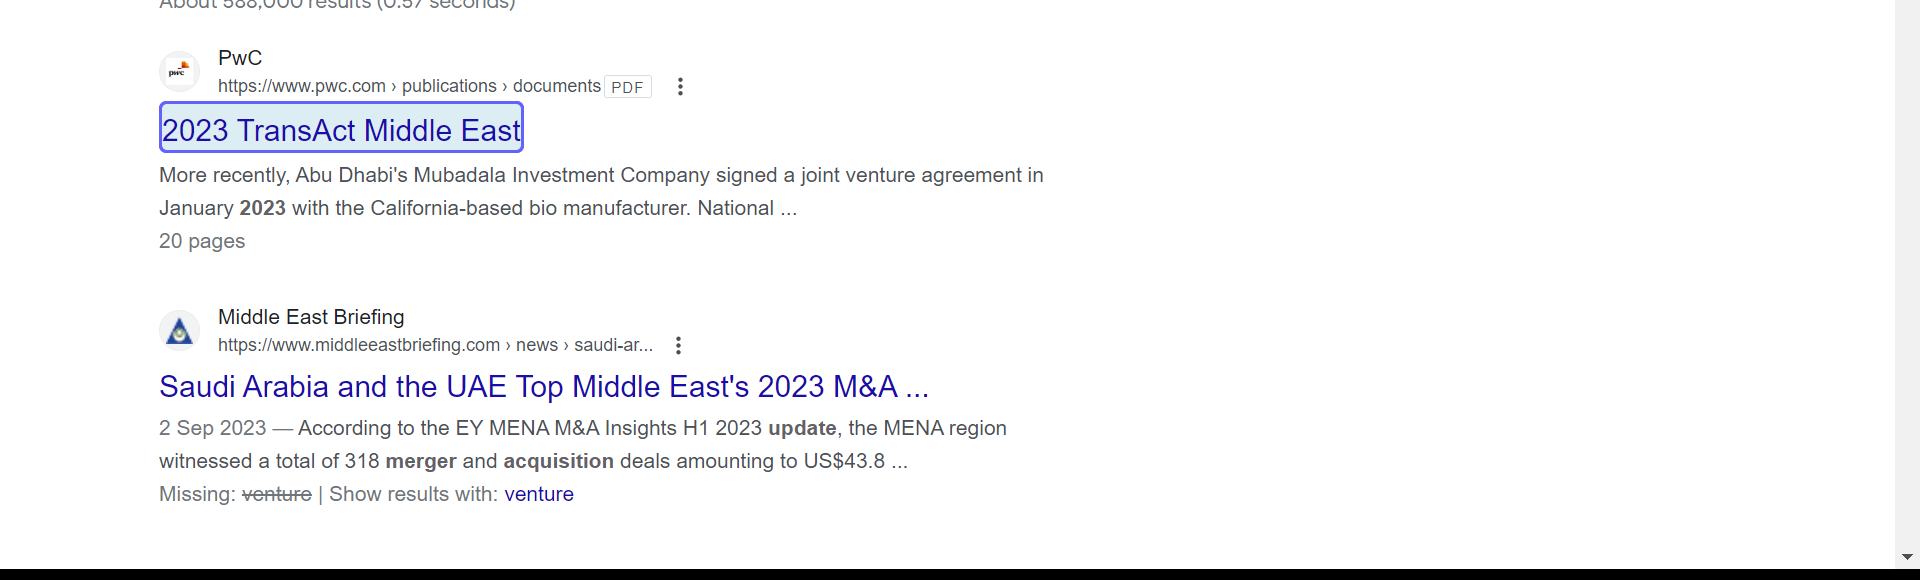 About 588,000 results (0.57 seconds)
PwC
pwc
https://www.pwc.com › publications › documents PDF
2023 TransAct Middle East
More recently, Abu Dhabi's Mubadala Investment Company signed a joint venture agreement in
January 2023 with the California-based bio manufacturer. National ...
20 pages
Middle East Briefing
https://www.middleeastbriefing.com › news › saudi-ar...
Saudi Arabia and the UAE Top Middle East's 2023 M&A ...
2 Sep 2023 — According to the EY MENA M&A Insights H1 2023 update, the MENA region
witnessed a total of 318 merger and acquisition deals amounting to US$43.8 ...
Missing: venture | Show results with: venture